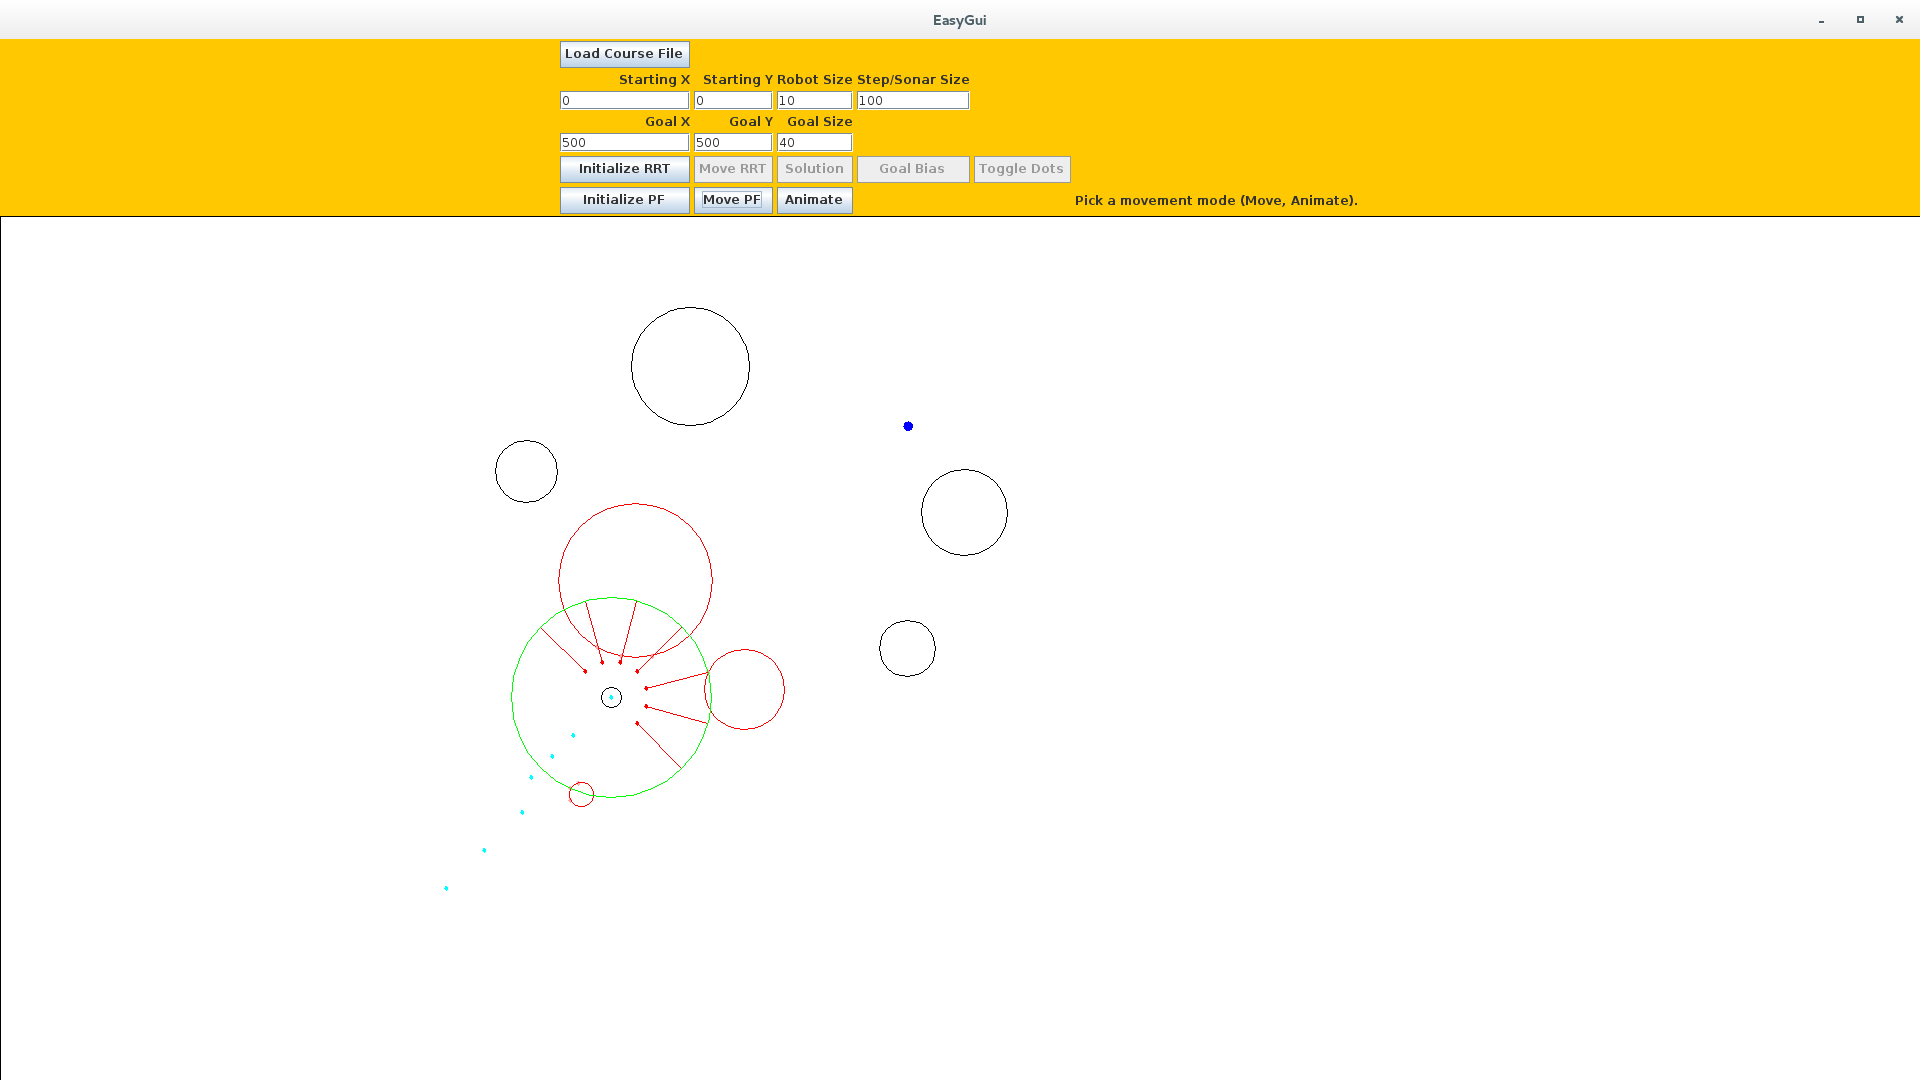 EasyGui
Load Course File
Starting X Starting Y Robot Size Step/Sonar Size
0 0 10 100
Goal X Goal Y Goal Size
500 500 40
Initialize RRT Move RRT Solution Goal Bias Toggle Dots
Initialize PF Move PF Animate Pick a movement mode (Move, Animate).